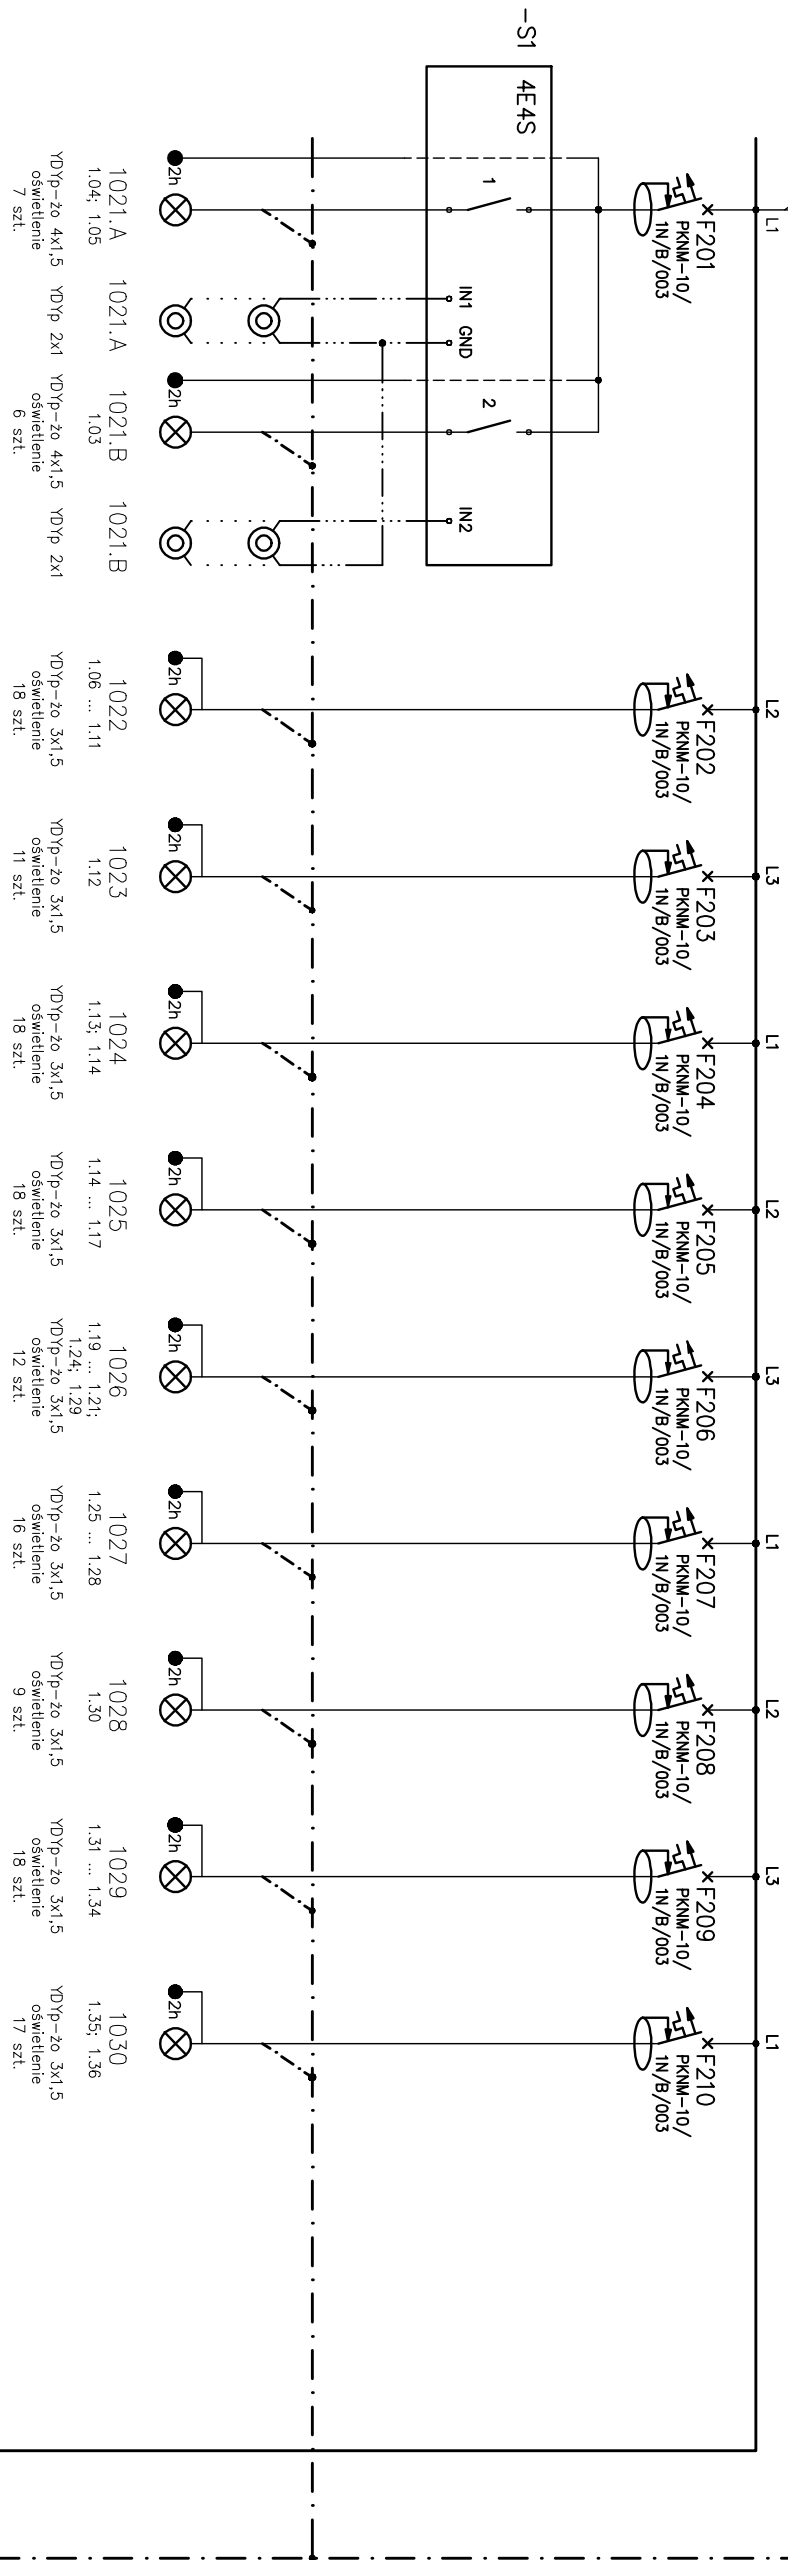 -S1
4E4S
1
IN1
GND
2
IN2
L1
F201
PKNM-10/
1N/B/003
L2
F202
PKNM-10/
1N/B/003
L3
F203
PKNM-10/
1N/B/003
L1
F204
PKNM-10/
1N/B/003
L2
F205
PKNM-10/
1N/B/003
L3
F206
PKNM-10/
1N/B/003
L1
F207
PKNM-10/
1N/B/003
L2
F208
PKNM-10/
1N/B/003
L3
F209
PKNM-10/
1N/B/003
L1
F210
PKNM-10/
1N/B/003
2h
1021.A
1.04; 1.05
YDYp-żo 4x1,5
oświetlenie
7 szt.
1021.A
YDYp 2x1
2h
1021.B
1.03
YDYp-żo 4x1,5
oświetlenie
6 szt.
1021.B
YDYp 2x1
2h
1022
1.06 ... 1.11
YDYp-żo 3x1,5
oświetlenie
18 szt.
2h
1023
1.12
YDYp-żo 3x1,5
oświetlenie
11 szt.
2h
1024
1.13; 1.14
YDYp-żo 3x1,5
oświetlenie
18 szt.
2h
1025
1.14 ... 1.17
YDYp-żo 3x1,5
oświetlenie
18 szt.
2h
1026
1.19 ... 1.21;
1.24; 1.29
YDYp-żo 3x1,5
oświetlenie
12 szt.
2h
1027
1.25 ... 1.28
YDYp-żo 3x1,5
oświetlenie
16 szt.
2h
1028
1.30
YDYp-żo 3x1,5
oświetlenie
9 szt.
2h
1029
1.31 ... 1.34
YDYp-żo 3x1,5
oświetlenie
18 szt.
2h
1030
1.35; 1.36
YDYp-żo 3x1,5
oświetlenie
17 szt.